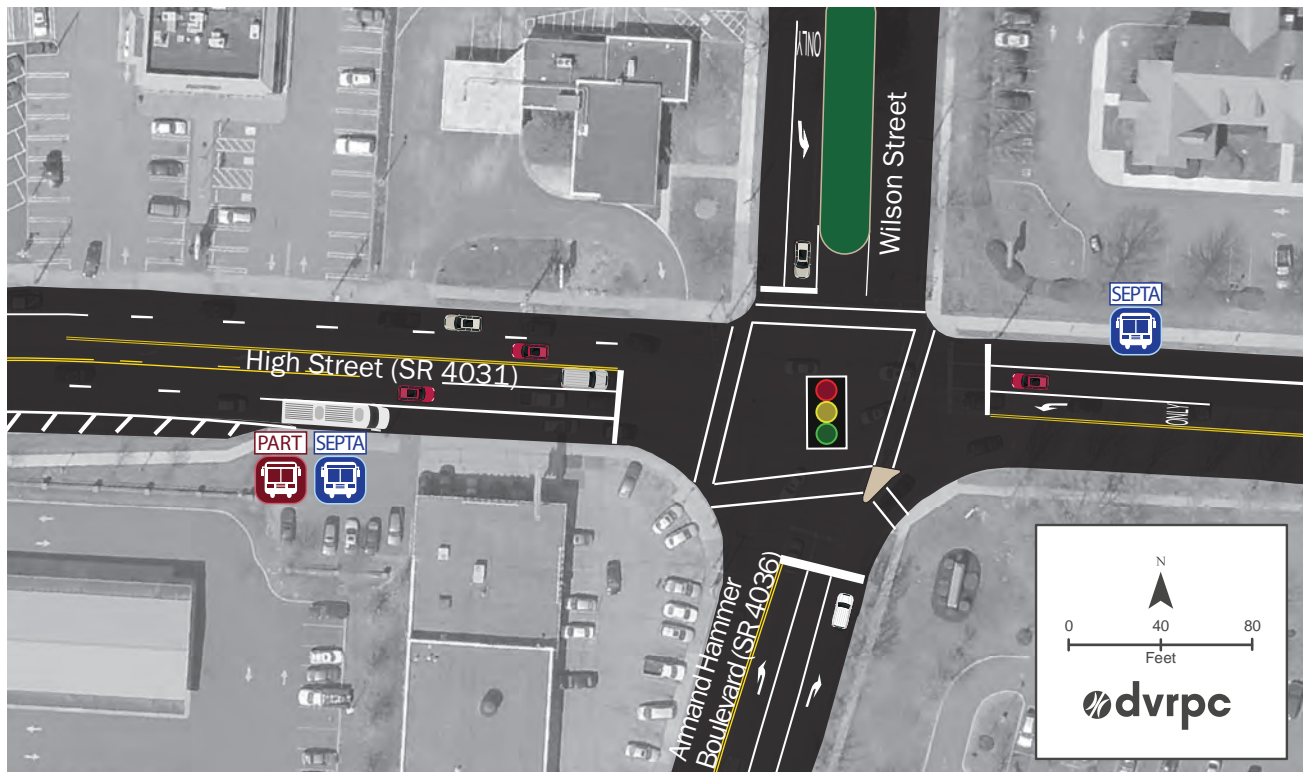 ONLY
Wilson Street
SEPTA
High Street (SR 4031)
ONLY
PART
SEPTA
Armand Hammer
Boulevard (SR 4036)
N
0 40 80
Feet
dvrpc